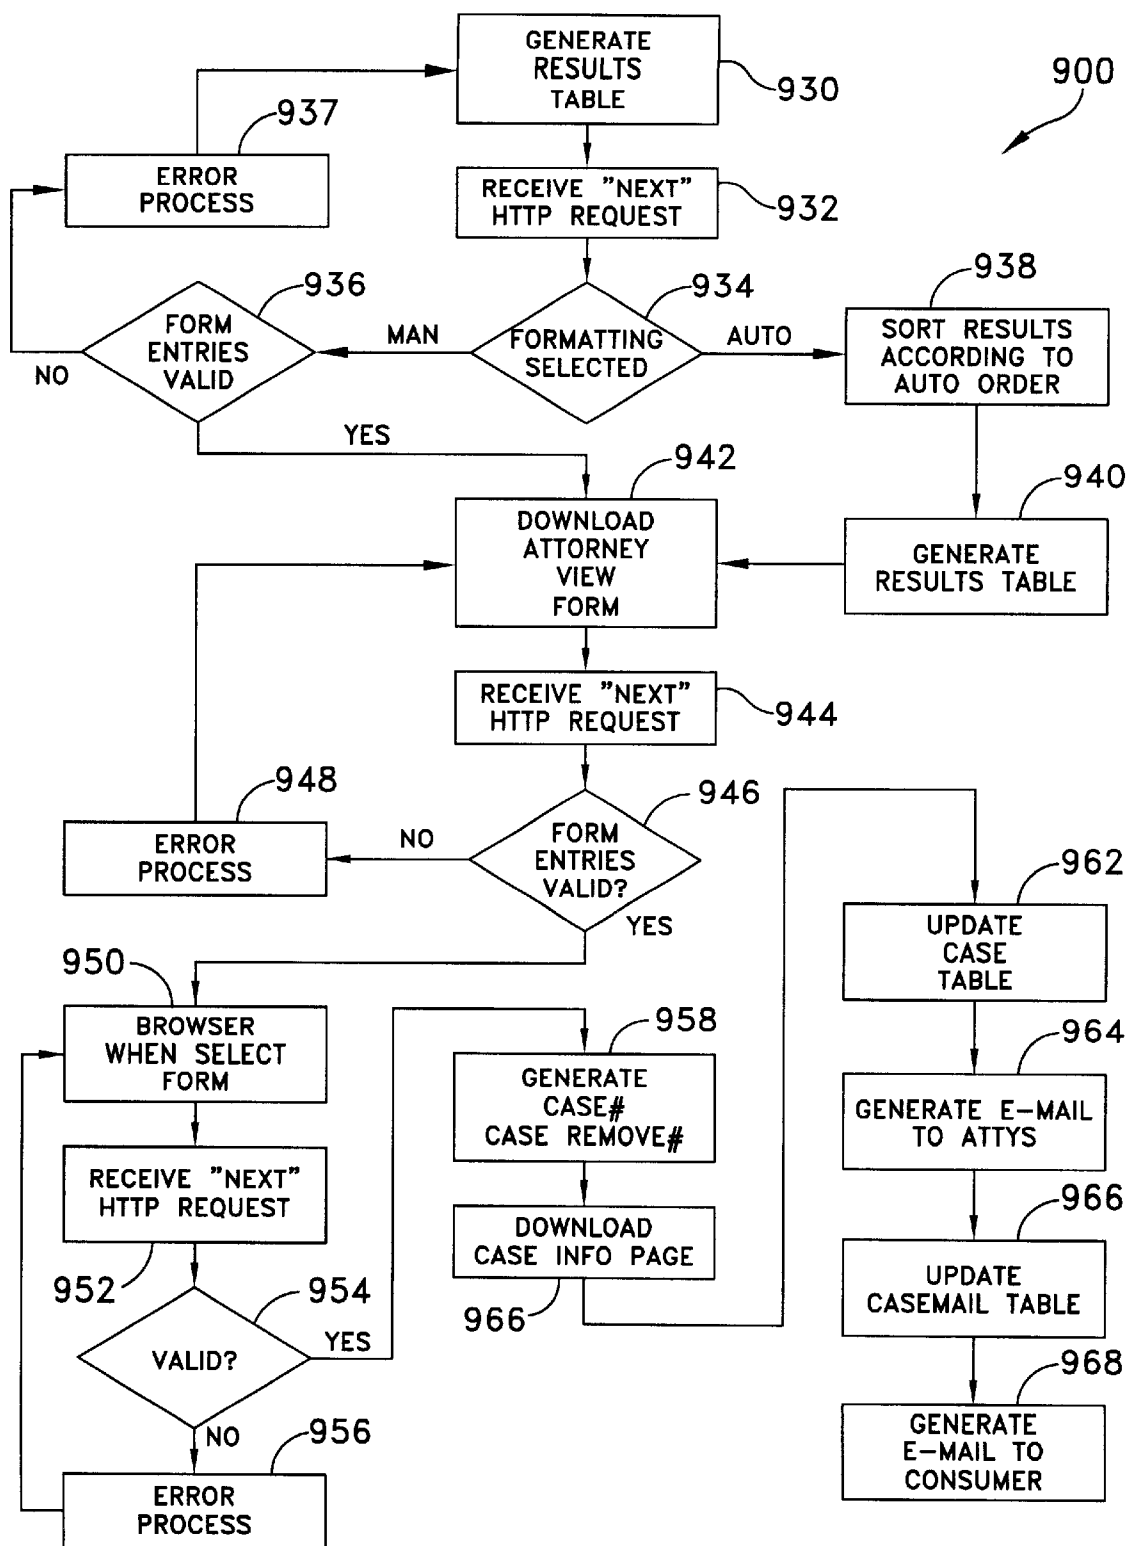 GENERATE
RESULTS
TABLE
930
900
937
ERROR
PROCESS
RECEIVE "NEXT"
HTTP REQUEST
932
936
FORM
ENTRIES
VALID
NO
MAN
934
FORMATTING
SELECTED
AUTO
938
SORT RESULTS
ACCORDING TO
AUTO ORDER
YES
942
DOWNLOAD
ATTORNEY
VIEW
FORM
940
GENERATE
RESULTS TABLE
RECEIVE "NEXT"
HTTP REQUEST
944
948
ERROR
PROCESS
NO
946
FORM
ENTRIES
VALID?
YES
962
UPDATE
CASE
TABLE
950
BROWSER
WHEN SELECT
FORM
958
GENERATE
CASE#
CASE REMOVE#
964
GENERATE E-MAIL
TO ATTYS
RECEIVE "NEXT"
HTTP REQUEST
952
DOWNLOAD
CASE INFO PAGE
966
966
UPDATE
CASEMAIL TABLE
954
VALID?
YES
NO
968
GENERATE
E-MAIL TO
CONSUMER
956
ERROR
PROCESS